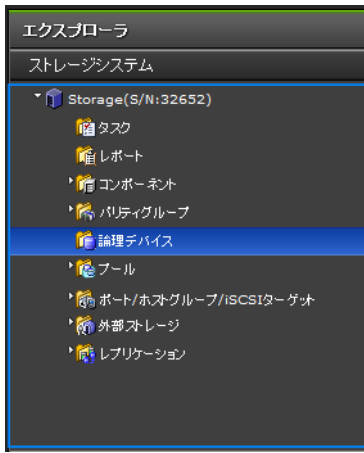 エクスプローラ
ストレージシステム
Storage(S/N:32652)
タスク
レポート
コンポーネント
パリティグループ
論理デバイス
プール
ポート/ホストグループ/iSCSIターゲット
外部ストレージ
レプリケーション